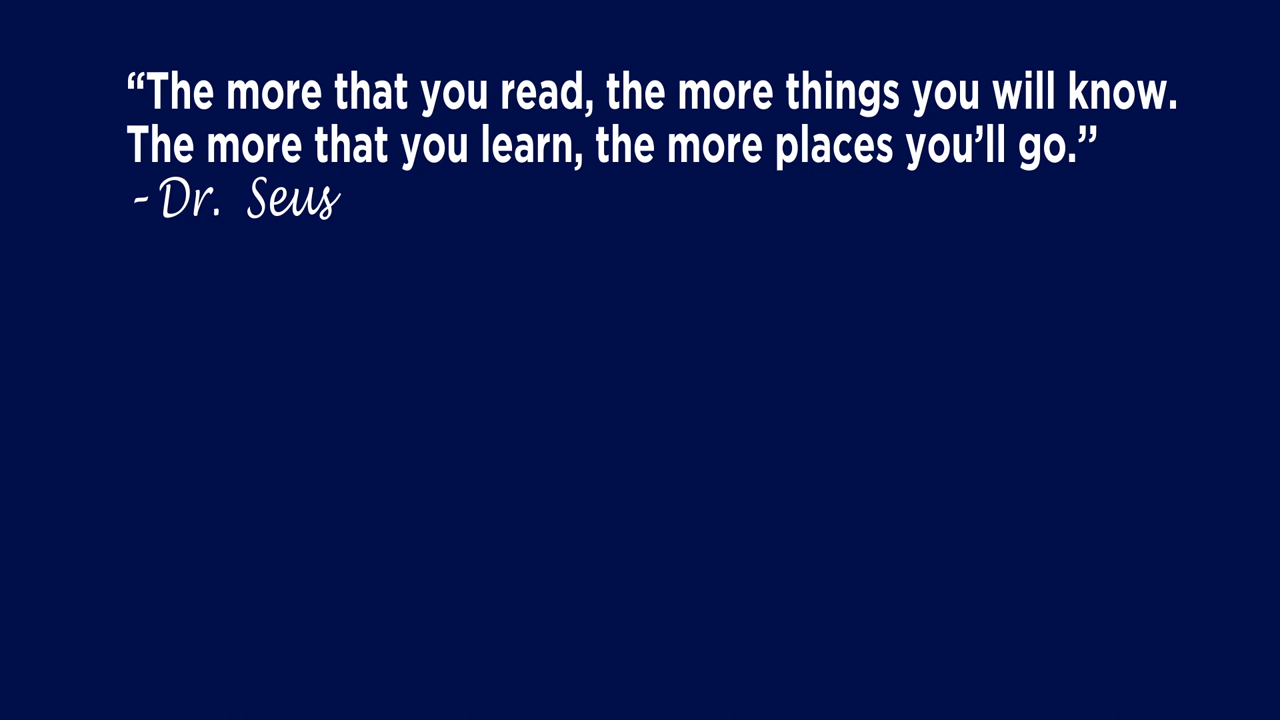 “The more that you read, the more things you will know.
The more that you learn, the more places you’ll go.”
- Dr. Seus